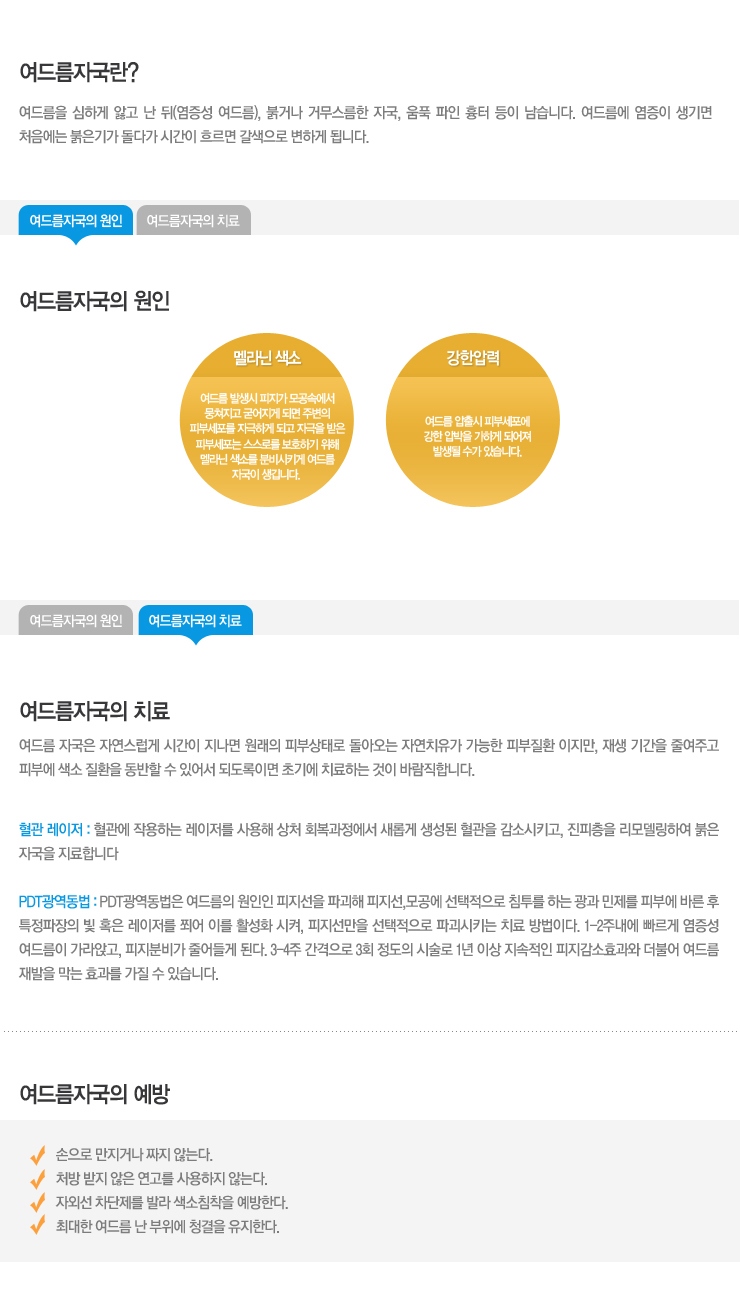 여드름자국란?
여드름을 심하게 앓고 난 뒤(염증성 여드름), 붉거나 거무스름한 자국, 움푹 파인 흉터 등이 남습니다. 여드름에 염증이 생기면
처음에는 붉은기가 돌다가 시간이 흐르면 갈색으로 변하게 됩니다.
여드름자국의 원인 여드름자국의 치료
여드름자국의 원인
멜라닌 색소
여드름 발생시 피지가 모공속에서
뭉쳐지고 굳어지게 되면 주변의
피부세포를 자극하게 되고 자극을 받은
피부세포는 스스로를 보호하기 위해
멜라닌 색소를 분비시키게 여드름
자국이 생깁니다.
강한압력
여드름 압출시 피부세포에
강한 압박을 가하게 되어져
발생될 수가 있습니다.
여드름자국의 원인 여드름자국의 치료
여드름자국의 치료
여드름 자국은 자연스럽게 시간이 지나면 원래의 피부상태로 돌아오는 자연치유가 가능한 피부질환 이지만, 재생 기간을 줄여주고
피부에 색소 질환을 동반할 수 있어서 되도록이면 초기에 치료하는 것이 바람직합니다.
혈관 레이저 : 혈관에 작용하는 레이저를 사용해 상처 회복과정에서 새롭게 생성된 혈관을 감소시키고, 진피층을 리모델링하여 붉은
자국을 지료합니다
PDT광역동법 : PDT광역동법은 여드름의 원인인 피지선을 파괴해 피지선,모공에 선택적으로 침투를 하는 광과 민제를 피부에 바른 후
특정파장의 빛 혹은 레이저를 쬐어 이를 활성화 시켜, 피지선만을 선택적으로 파괴시키는 치료 방법이다. 1-2주내에 빠르게 염증성
여드름이 가라앉고, 피지분비가 줄어들게 된다. 3-4주 간격으로 3회 정도의 시술로 1년 이상 지속적인 피지감소효과와 더불어 여드름
재발을 막는 효과를 가질 수 있습니다.
여드름자국의 예방
손으로 만지거나 짜지 않는다.
처방 받지 않은 연고를 사용하지 않는다.
자외선 차단제를 발라 색소침착을 예방한다.
최대한 여드름 난 부위에 청결을 유지한다.